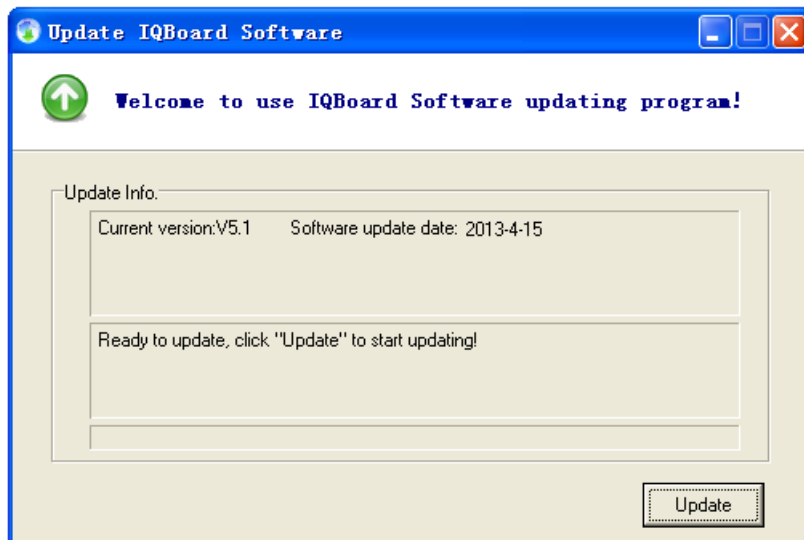 Update IQBoard Software
Welcome to use IQBoard Software updating program!
Update Info.
Current version:V5.1 Software update date: 2013-4-15
Ready to update, click "Update" to start updating!
Update